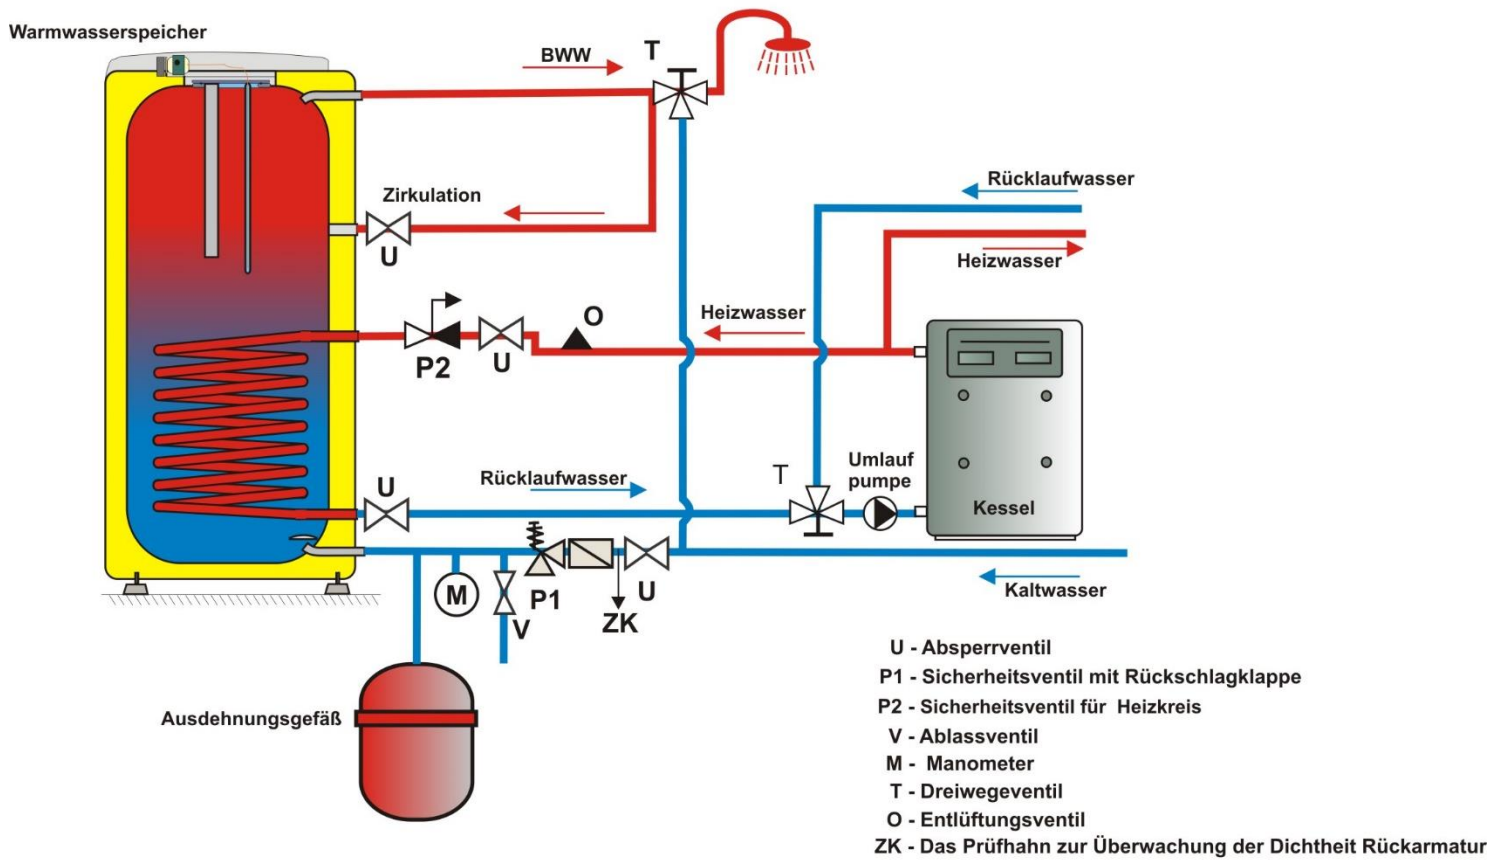 Warmwasserspeicher
BWW
T
Zirkulation
U
Rücklaufwasser
Heizwasser
Heizwasser
O
P2
U
Kessel
Umlauf
pumpe
T
Rücklaufwasser
U
M
V
P1
ZK
U
Kaltwasser
Ausdehnungsgefäß
U - Absperrventil
P1 - Sicherheitsventil mit Rückschlagklappe
P2 - Sicherheitsventil für Heizkreis
V - Ablassventil
M - Manometer
T - Dreiwegeventil
O - Entlüftungsventil
ZK - Das Prüfhahn zur Überwachung der Dichtheit Rückarmatur